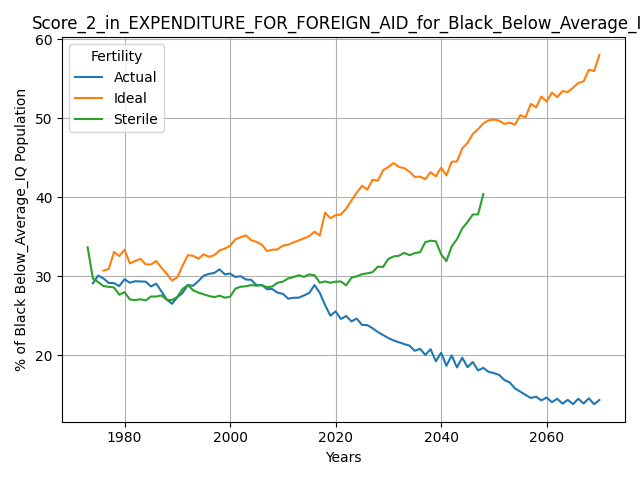 Score_2_in_EXPENDITURE_FOR_FOREIGN_AID_for_Black_Below_Average_I
Fertility
Actual
Ideal
Sterile
% of Black Below_Average_IQ Population
60
50
40
30
20
1980
2000
2020
2040
2060
Years